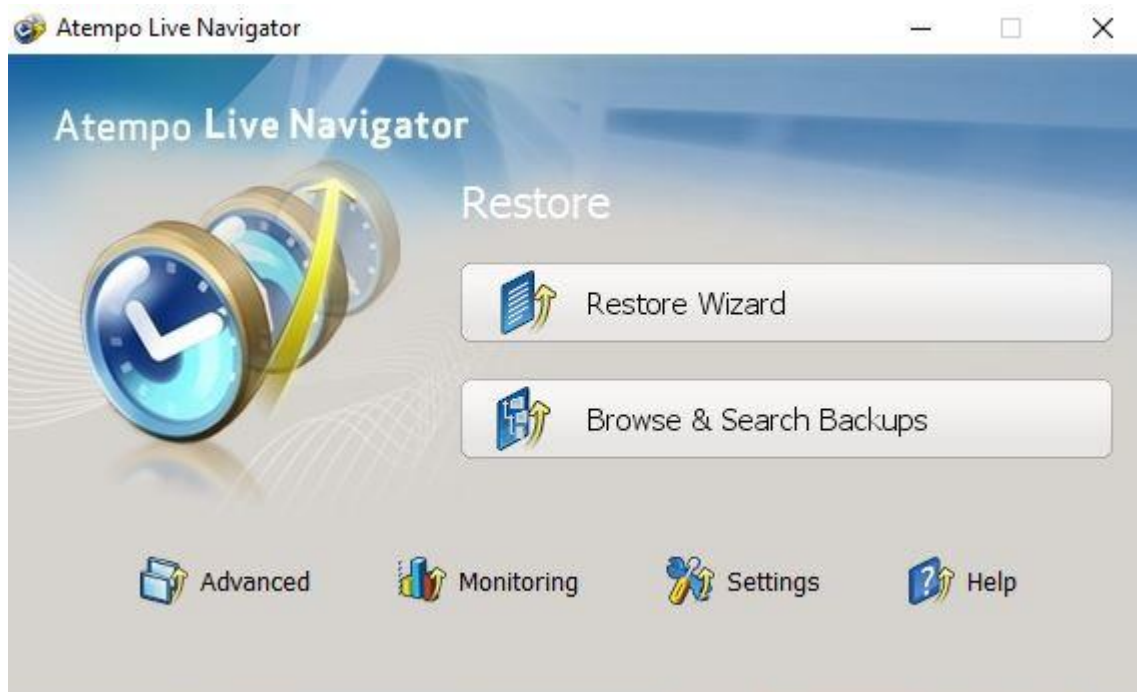 Atempo Live Navigator
Atempo Live Navigator
Restore
Restore Wizard
Browse & Search Backups
Advanced
Monitoring
Settings
? Help